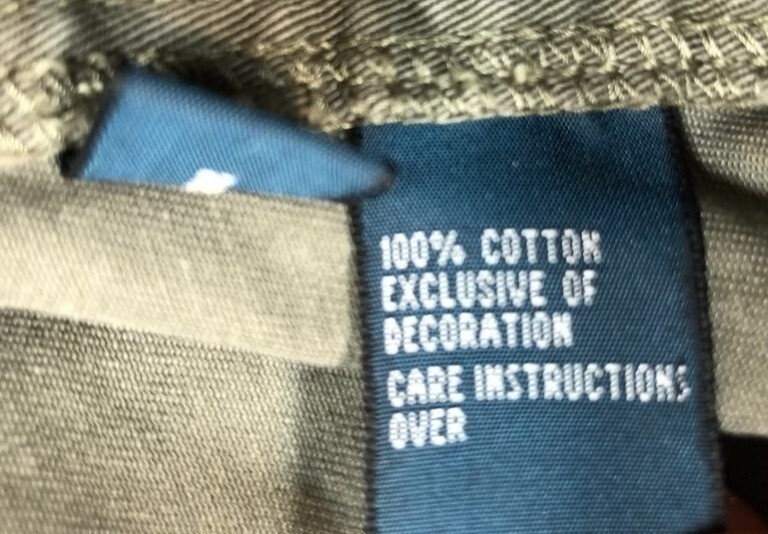 100% COTTON
EXCLUSIVE OF
DECORATION
CARE INSTRUCTIONS
OVER